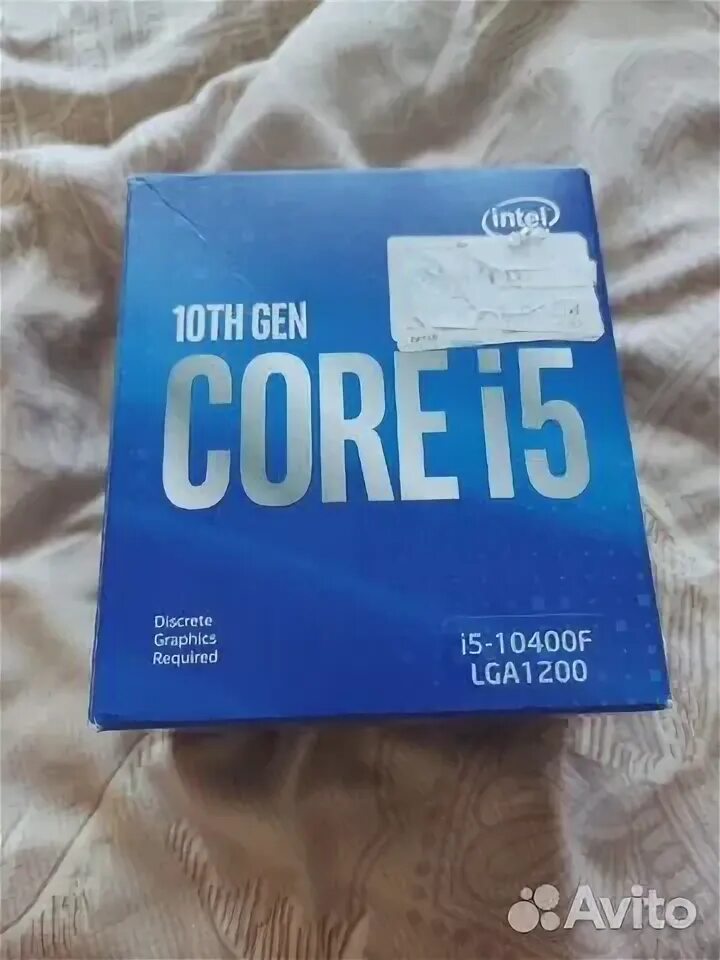 intel
10TH GEN
CORE i5
Discrete
Graphics
Required
i5-10400F
LGA1200
Avito